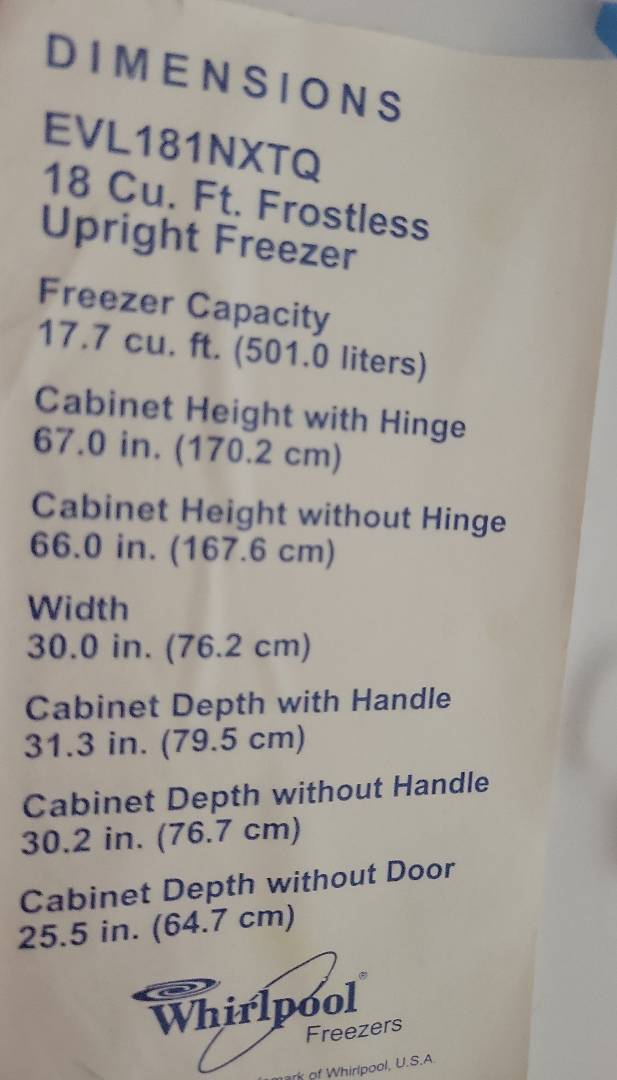 DIMENSIONS
EVL181NXTQ
18 Cu. Ft. Frostless
Upright Freezer
Freezer Capacity
17.7 cu. ft. (501.0 liters)
Cabinet Height with Hinge
67.0 in. (170.2 cm)
Cabinet Height without Hinge
66.0 in. (167.6 cm)
Width
30.0 in. (76.2 cm)
Cabinet Depth with Handle
31.3 in. (79.5 cm)
Cabinet Depth without Handle
30.2 in. (76.7 cm)
Cabinet Depth without Door
25.5 in. (64.7 cm)
Whirlpool®
Freezers
of Whirlpool, U.S.A.